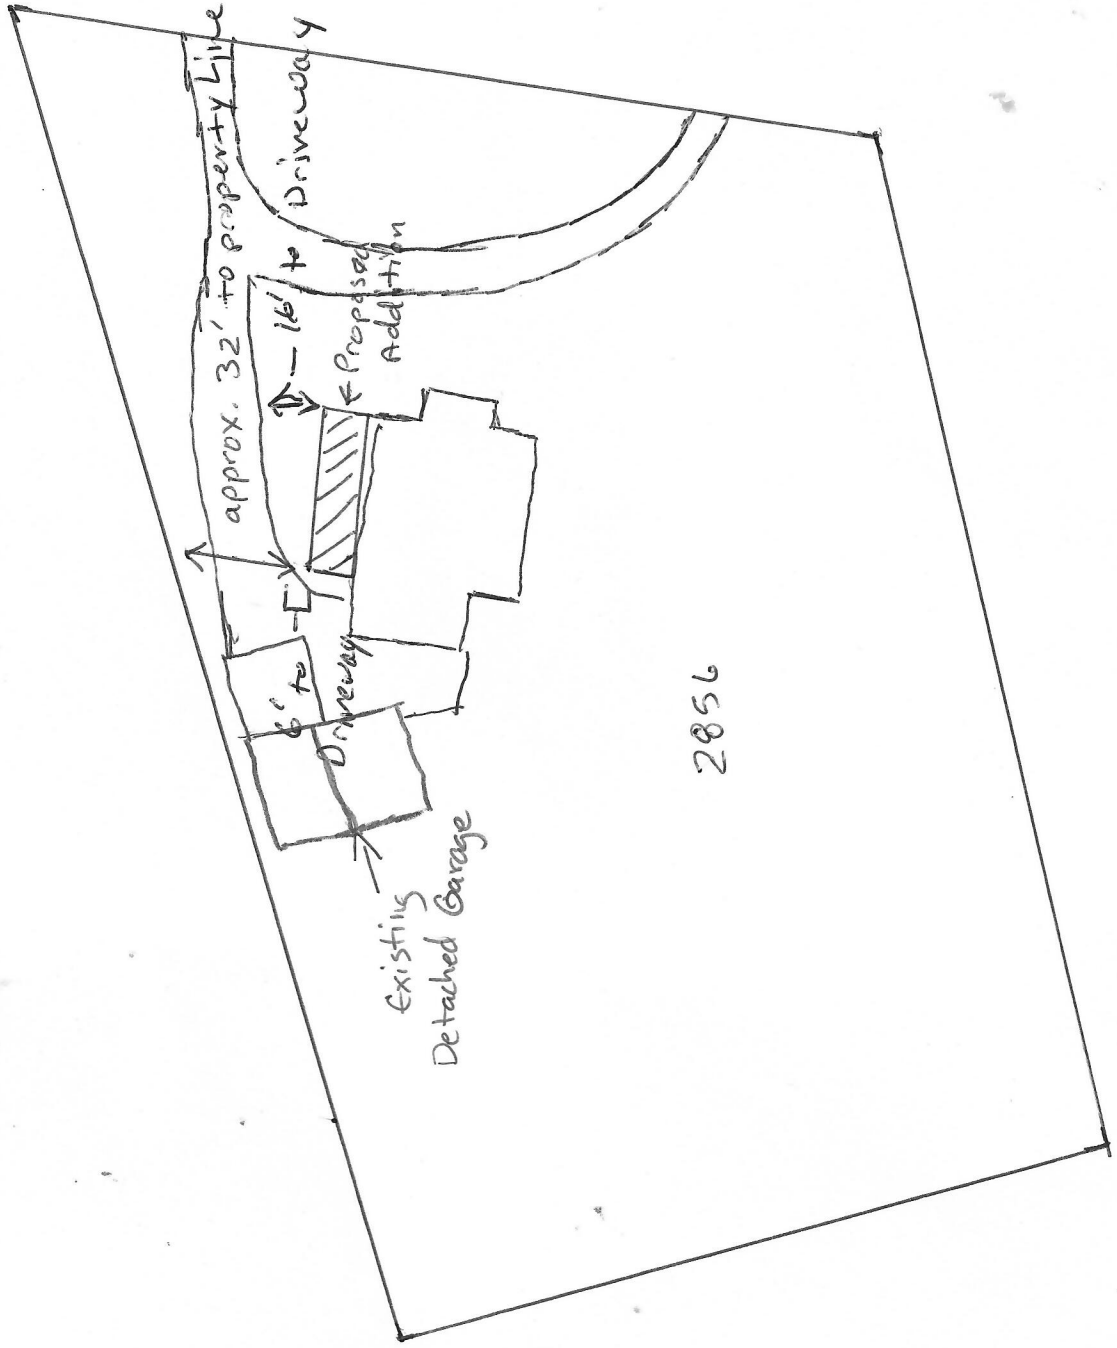 approx. 32' to property Line
16' to Driveway
Proposed
Addition
6' to
Driveway
Existing
Detached Garage
2856